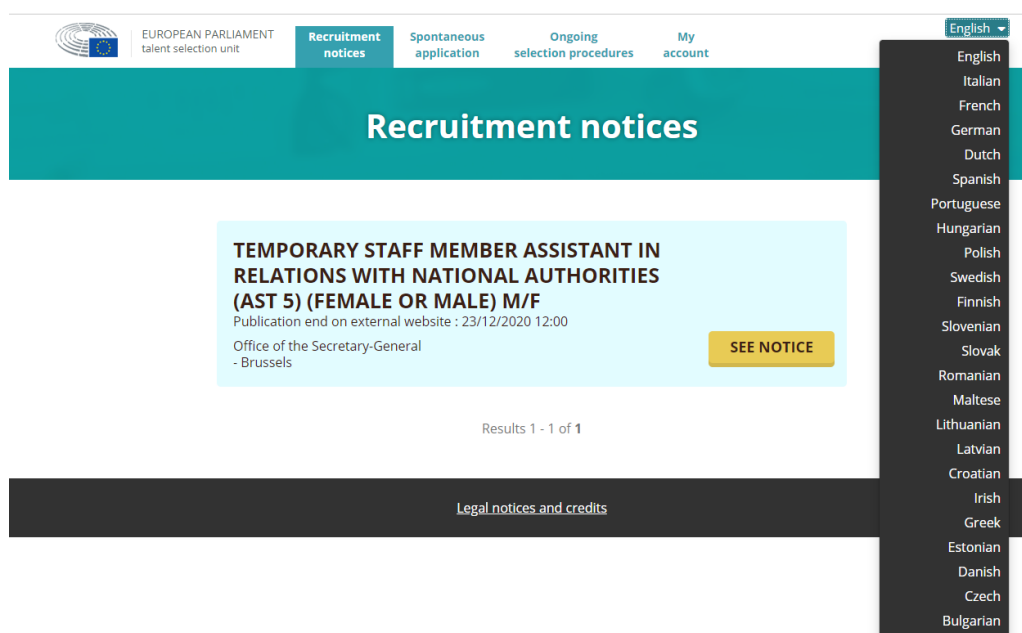 EUROPEAN PARLIAMENT
talent selection unit
Recruitment
notices
Spontaneous
application
Ongoing
selection procedures
My
account
English
English
Italian
French
German
Dutch
Spanish
Portuguese
Hungarian
Polish
Swedish
Finnish
Slovenian
Slovak
Romanian
Maltese
Lithuanian
Latvian
Croatian
Irish
Greek
Estonian
Danish
Czech
Bulgarian
Recruitment notices
TEMPORARY STAFF MEMBER ASSISTANT IN
RELATIONS WITH NATIONAL AUTHORITIES
(AST 5) (FEMALE OR MALE) M/F
Publication end on external website : 23/12/2020 12:00
Office of the Secretary-General
- Brussels
SEE NOTICE
Results 1 - 1 of 1
Legal notices and credits